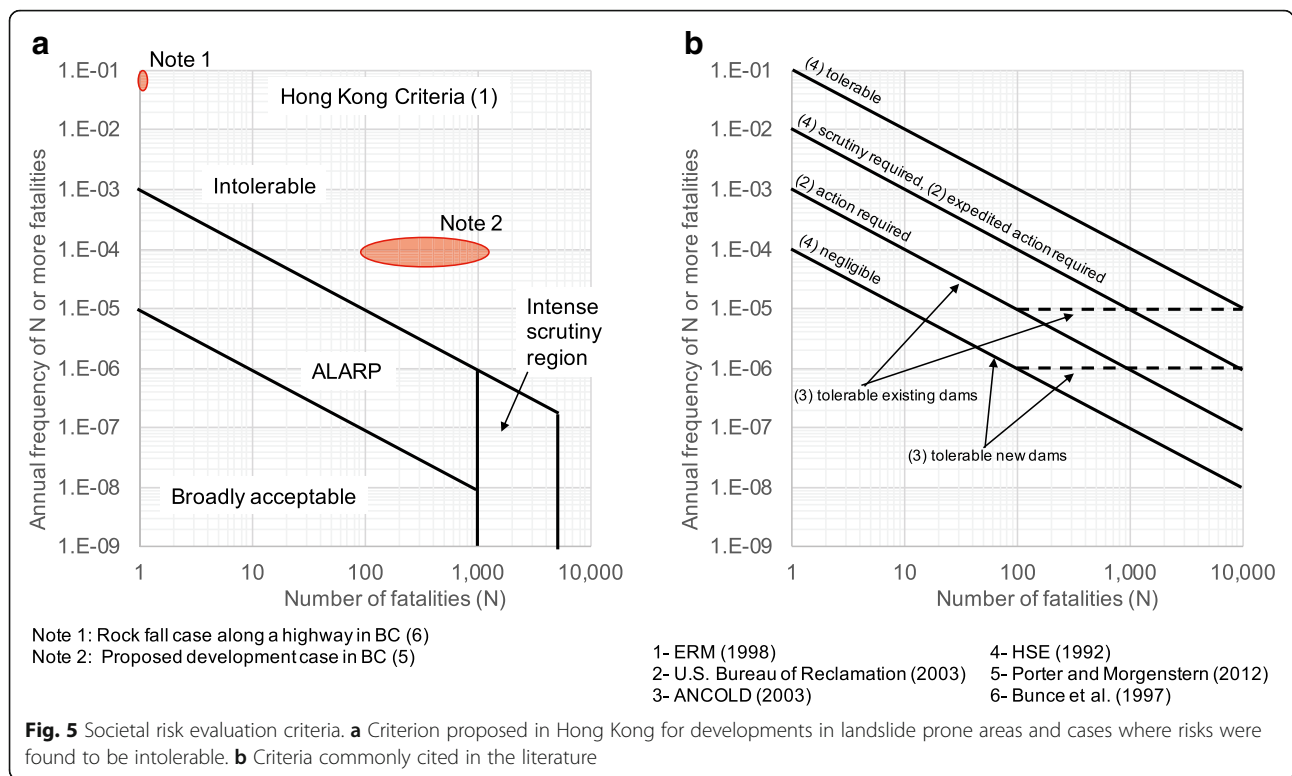 a
Note 1
1.E-01
Hong Kong Criteria (1)
1.E-02
1.E-03
Intolerable
Note 2
1.E-04
1.E-05
Intense
scrutiny
region
1.E-06
ALARP
1.E-07
1.E-08
Broadly acceptable
1.E-09
1
10
100
1,000
10,000
Annual frequency of N or more fatalities
Number of fatalities (N)
Note 1: Rock fall case along a highway in BC (6)
Note 2: Proposed development case in BC (5)
b
1.E-01
1.E-02
1.E-03
1.E-04
1.E-05
1.E-06
1.E-07
1.E-08
1.E-09
(4) tolerable
(4) scrutiny required, (2) expedited action required
(2) action required
(4) negligible
(3) tolerable existing dams
(3) tolerable new dams
1
10
100
1,000
10,000
Annual frequency of N or more fatalities
Number of fatalities (N)
1- ERM (1998)
2- U.S. Bureau of Reclamation (2003)
3- ANCOLD (2003)
4- HSE (1992)
5- Porter and Morgenstern (2012)
6- Bunce et al. (1997)
Fig. 5 Societal risk evaluation criteria. a Criterion proposed in Hong Kong for developments in landslide prone areas and cases where risks were
found to be intolerable. b Criteria commonly cited in the literature